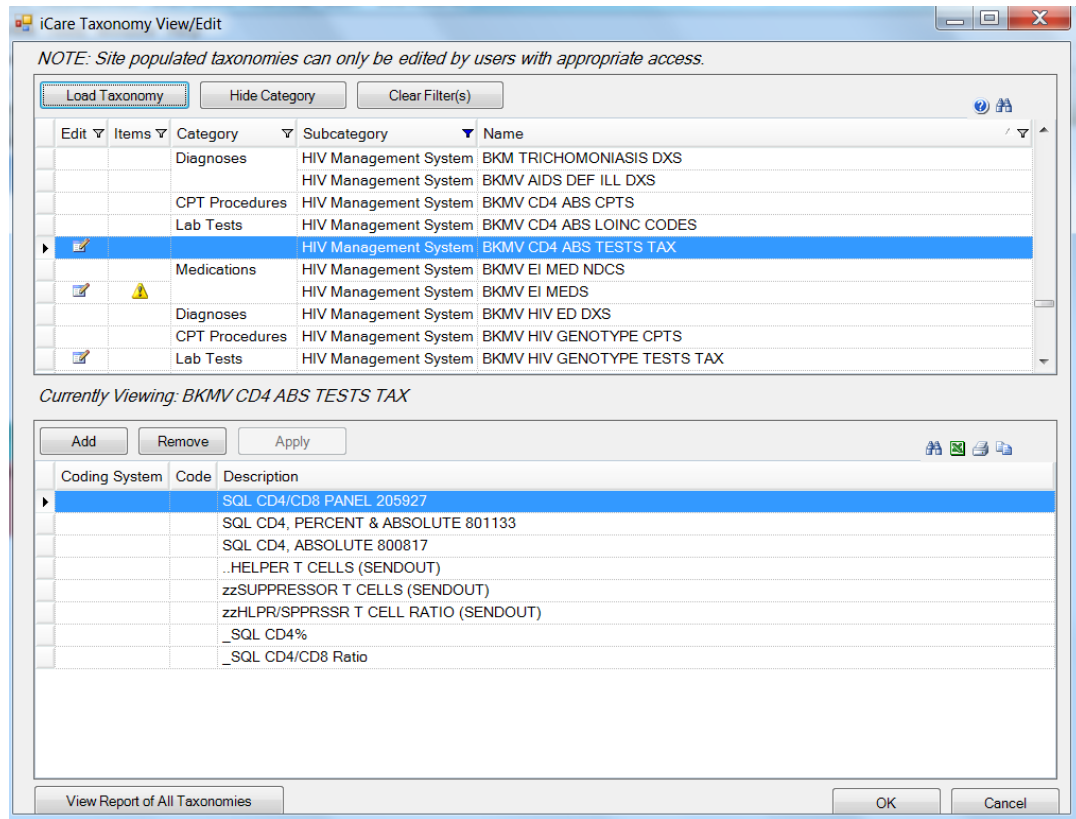 iCare Taxonomy View/Edit
NOTE: Site populated taxonomies can only be edited by users with appropriate access.
Load Taxonomy Hide Category Clear Filter(s)
Edit Items Category Subcategory Name
Diagnoses HIV Management System BKM TRICHOMONIASIS DXS
HIV Management System BKMV AIDS DEF ILL DXS
CPT Procedures HIV Management System BKMV CD4 ABS CPTS
Lab Tests HIV Management System BKMV CD4 ABS LOINC CODES
HIV Management System BKMV CD4 ABS TESTS TAX
Medications HIV Management System BKMV EI MED NDCS
HIV Management System BKMV EI MEDS
Diagnoses HIV Management System BKMV HIV ED DXS
CPT Procedures HIV Management System BKMV HIV GENOTYPE CPTS
Lab Tests HIV Management System BKMV HIV GENOTYPE TESTS TAX
Currently Viewing: BKMV CD4 ABS TESTS TAX
Add Remove Apply
Coding System Code Description
SQL CD4/CD8 PANEL 205927
SQL CD4, PERCENT & ABSOLUTE 801133
SQL CD4, ABSOLUTE 800817
..HELPER T CELLS (SENDOUT)
zzSUPPRESSOR T CELLS (SENDOUT)
zzHLPR/SPPRSSR T CELL RATIO (SENDOUT)
_SQL CD4%
_SQL CD4/CD8 Ratio
View Report of All Taxonomies OK Cancel